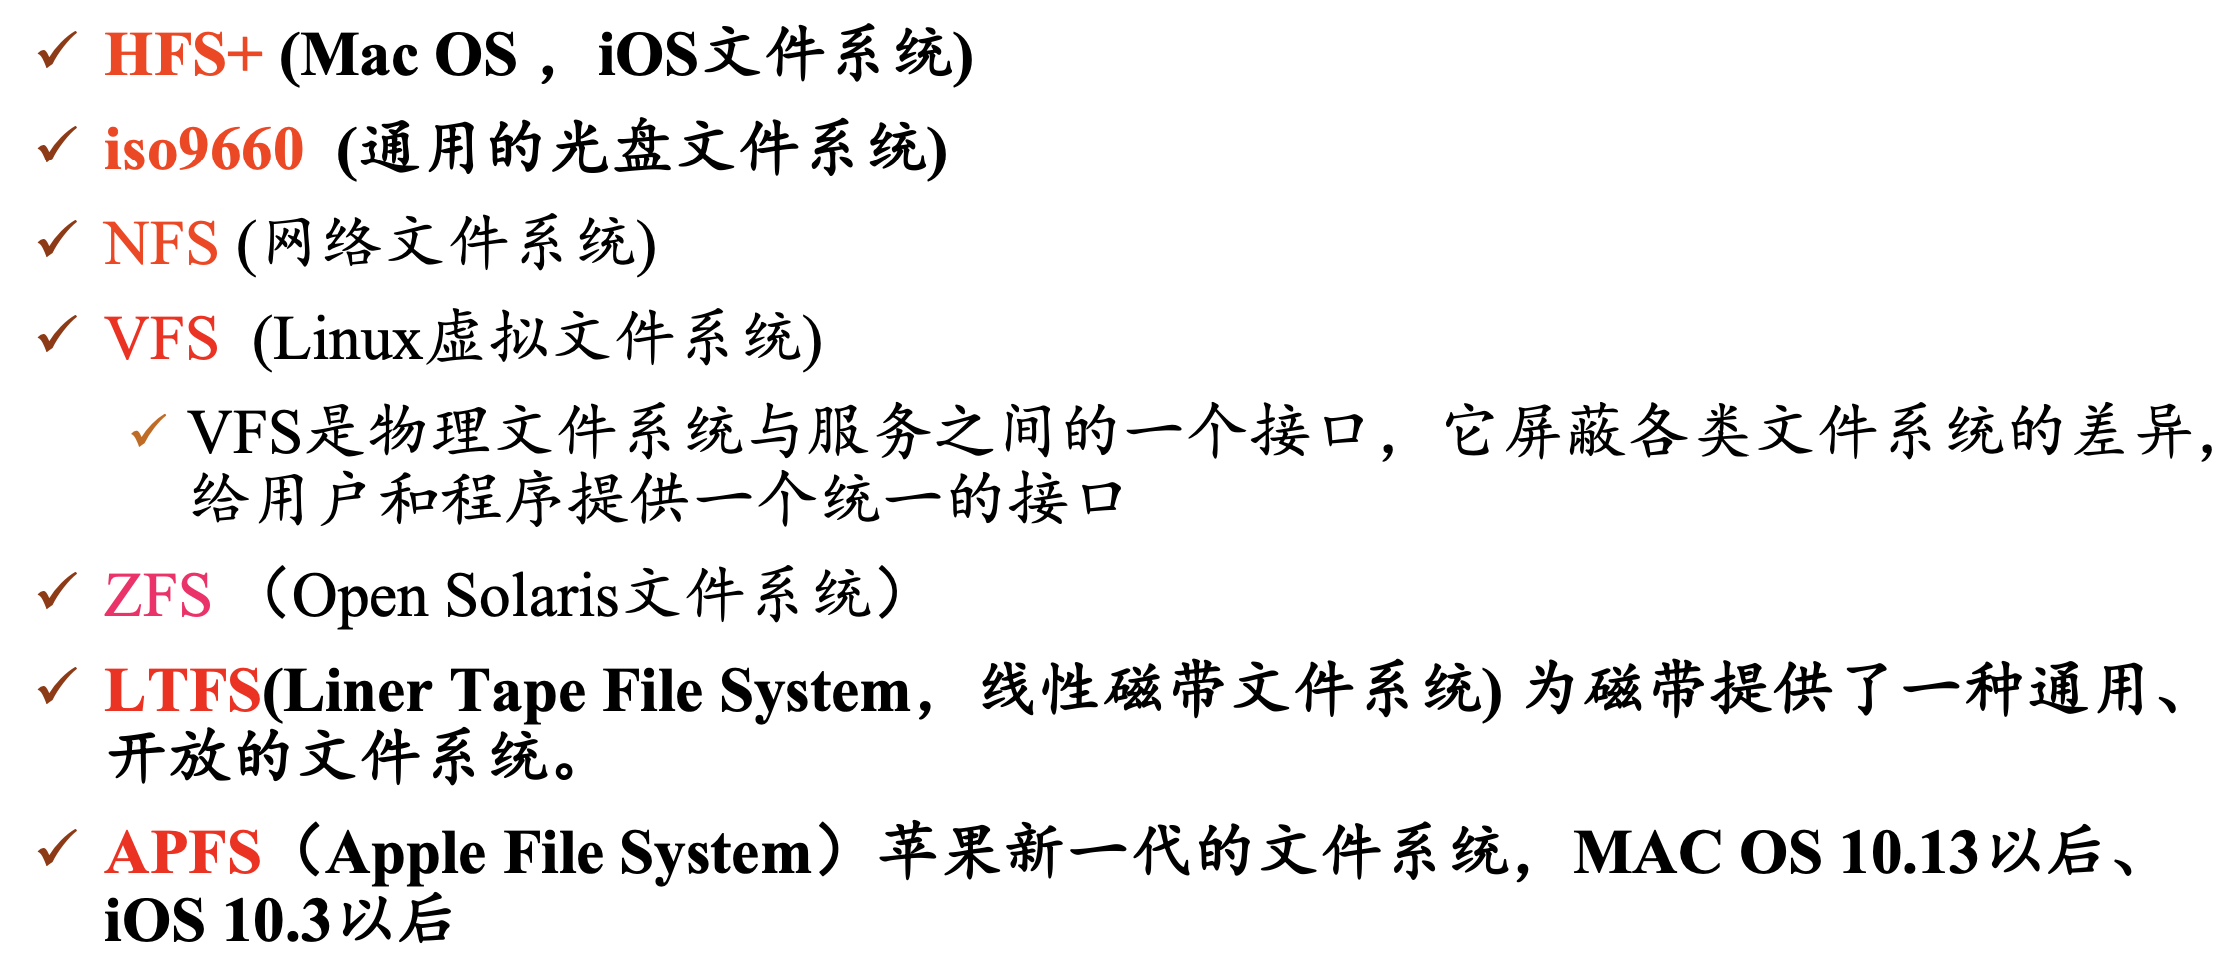 ✓ HFS+ (Mac OS ，iOS文件系统)
✓ iso9660 (通用的光盘文件系统)
✓ NFS (网络文件系统)
✓ VFS (Linux虚拟文件系统)
✓ VFS是物理文件系统与服务之间的一个接口，它屏蔽各类文件系统的差异，
给用户和程序提供一个统一的接口
✓ ZFS （Open Solaris文件系统）
✓ LTFS(Liner Tape File System，线性磁带文件系统) 为磁带提供了一种通用、
开放的文件系统。
✓ APFS（Apple File System）苹果新一代的文件系统，MAC OS 10.13以后、
iOS 10.3以后